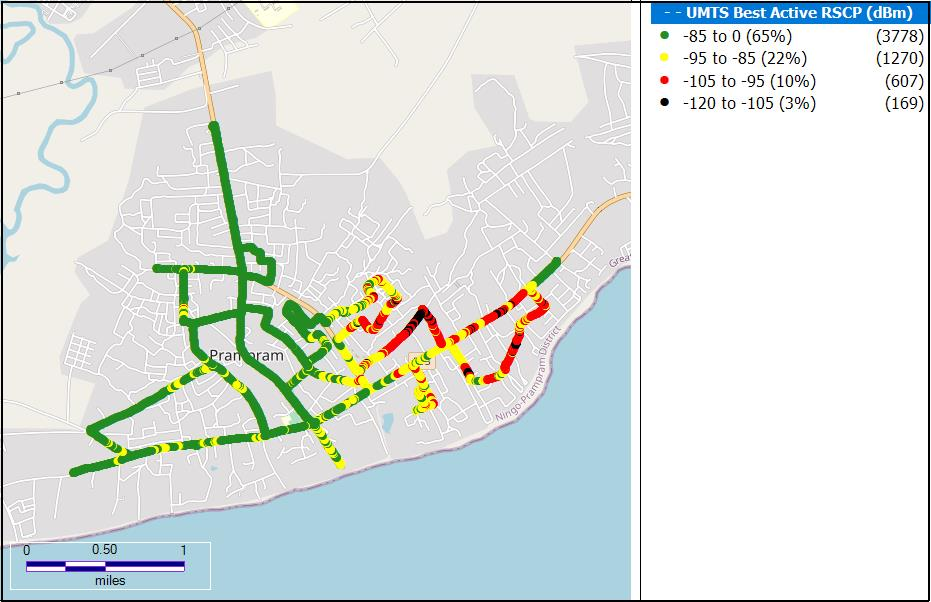 - - UMTS Best Active RSCP (dBm)
-85 to 0 (65%) (3778)
-95 to -85 (22%) (1270)
-105 to -95 (10%) (607)
-120 to -105 (3%) (169)
Grea
Prampram
Ningo-Prampram District
0 0.50 1
miles